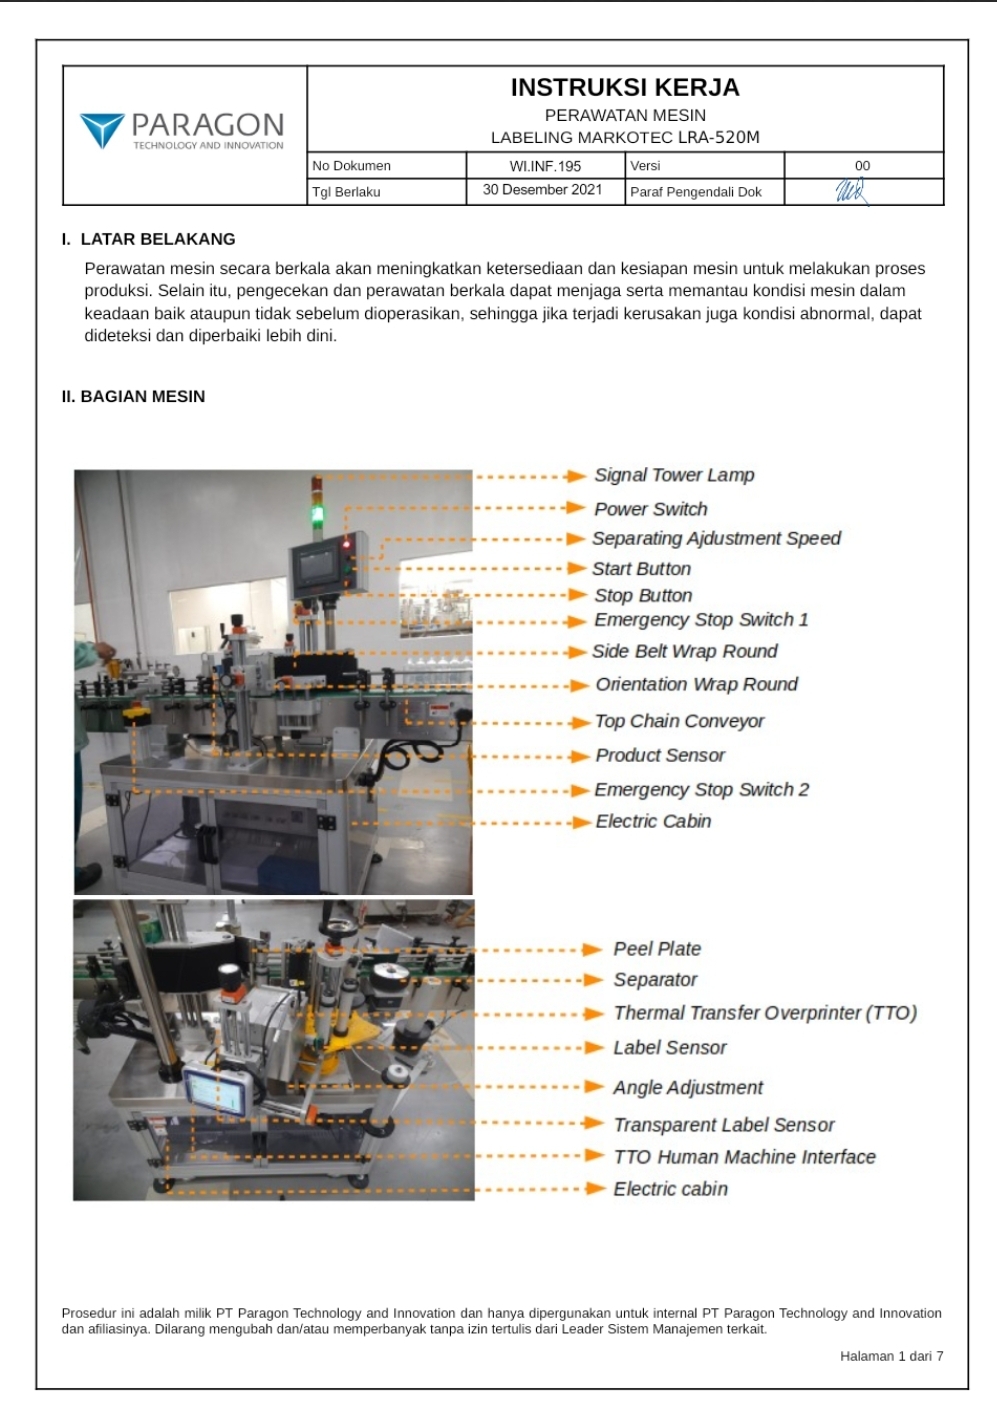 PARAGON
TECHNOLOGY AND INNOVATION
INSTRUKSI KERJA
PERAWATAN MESIN
LABELING MARKOTEC LRA-520M
No Dokumen WI.INF.195 Versi 00
Tgl Berlaku 30 Desember 2021 Paraf Pengendali Dok
I. LATAR BELAKANG
Perawatan mesin secara berkala akan meningkatkan ketersediaan dan kesiapan mesin untuk melakukan proses
produksi. Selain itu, pengecekan dan perawatan berkala dapat menjaga serta memantau kondisi mesin dalam
keadaan baik ataupun tidak sebelum dioperasikan, sehingga jika terjadi kerusakan juga kondisi abnormal, dapat
dideteksi dan diperbaiki lebih dini.
II. BAGIAN MESIN
Signal Tower Lamp
Power Switch
Separating Ajdustment Speed
Start Button
Stop Button
Emergency Stop Switch 1
Side Belt Wrap Round
Orientation Wrap Round
Top Chain Conveyor
Product Sensor
Emergency Stop Switch 2
Electric Cabin
Peel Plate
Separator
Thermal Transfer Overprinter (TTO)
Label Sensor
Angle Adjustment
Transparent Label Sensor
TTO Human Machine Interface
Electric cabin
Prosedur ini adalah milik PT Paragon Technology and Innovation dan hanya dipergunakan untuk internal PT Paragon Technology and Innovation
dan afiliasinya. Dilarang mengubah dan/atau memperbanyak tanpa izin tertulis dari Leader Sistem Manajemen terkait.
Halaman 1 dari 7